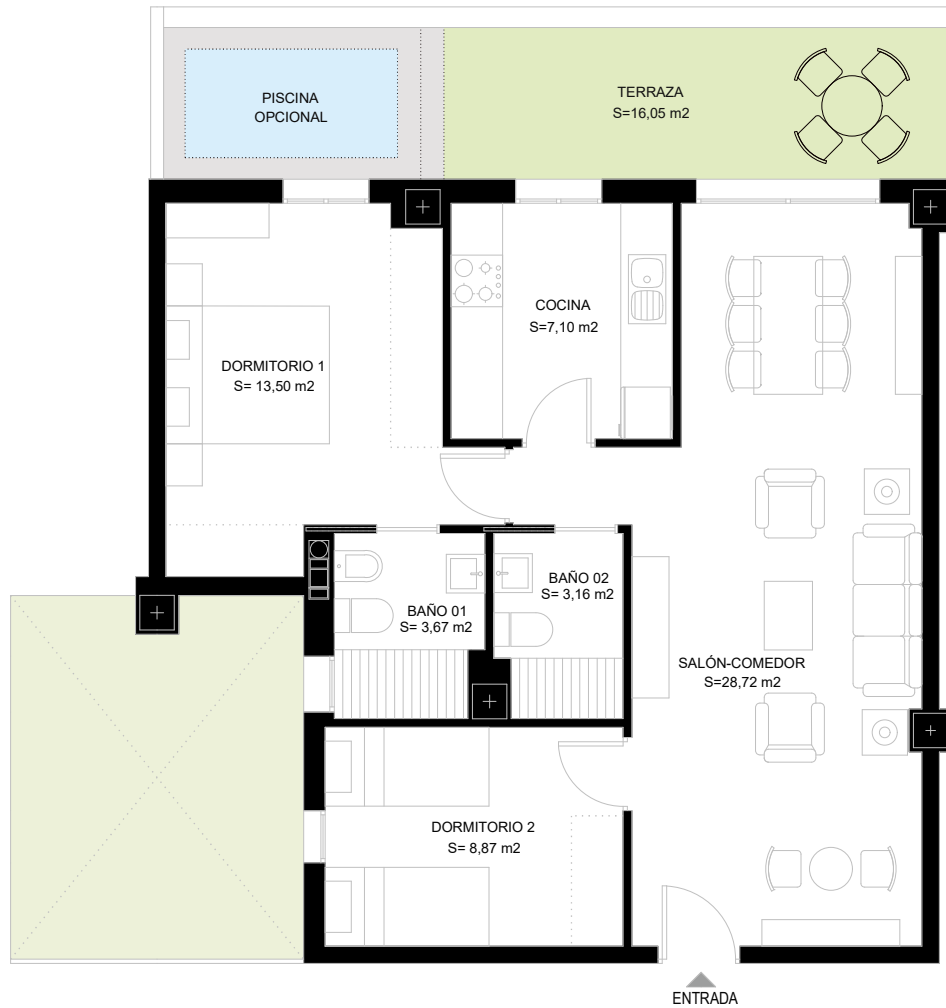 PISCINA
OPCIONAL
TERRAZA
S=16,05 m2
COCINA
S=7,10 m2
DORMITORIO 1
S= 13,50 m2
BAÑO 01
S= 3,67 m2
BAÑO 02
S= 3,16 m2
SALÓN-COMEDOR
S=28,72 m2
DORMITORIO 2
S= 8,87 m2
ENTRADA